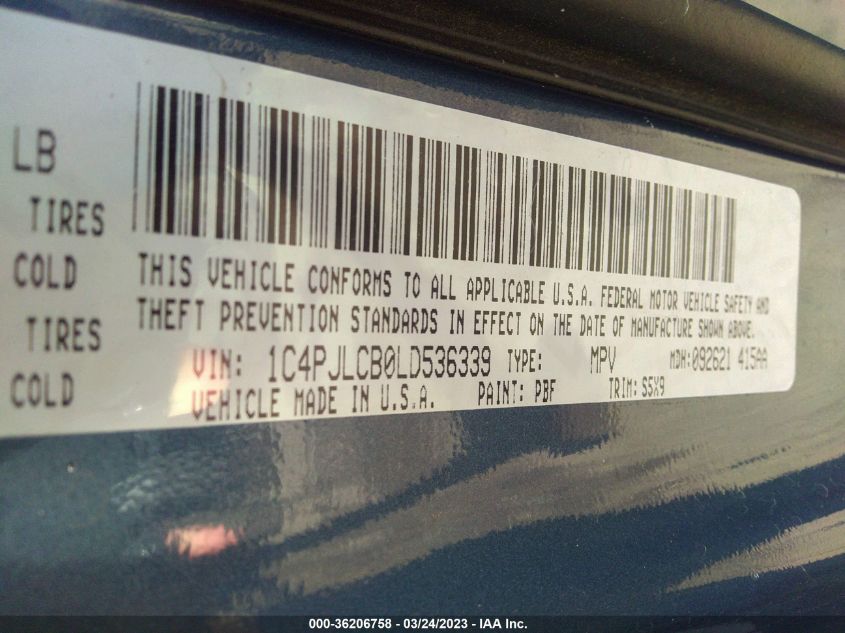 LB
TIRES
COLD
TIRES
COLD
THIS VEHICLE CONFORMS TO ALL APPLICABLE U.S.A. FEDERAL MOTOR VEHICLE SAFETY AND
THEFT PREVENTION STANDARDS IN EFFECT ON THE DATE OF MANUFACTURE SHOWN ABOVE.
VIN: 1C4PJLCB0LD536339 TYPE: MPV MDH:092621 415AA
VEHICLE MADE IN U.S.A. PAINT: PBF TRIM: S5X9
000-36206758 — 03/24/2023 — IAA Inc.